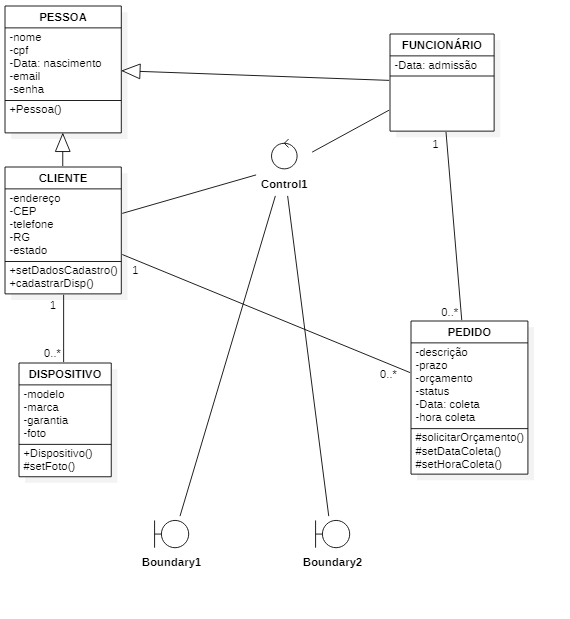 PESSOA
-nome
-cpf
-Data: nascimento
-email
-senha
+Pessoa()
FUNCIONÁRIO
-Data: admissão
1
Control1
CLIENTE
-endereço
-CEP
-telefone
-RG
-estado
+setDadosCadastro()
+cadastrarDisp()
1
1
0..*
0..*
0..*
DISPOSITIVO
-modelo
-marca
-garantia
-foto
+Dispositivo()
#setFoto()
PEDIDO
-descrição
-prazo
-orçamento
-status
-Data: coleta
-hora coleta
#solicitarOrçamento()
#setDataColeta()
#setHoraColeta()
Boundary1
Boundary2